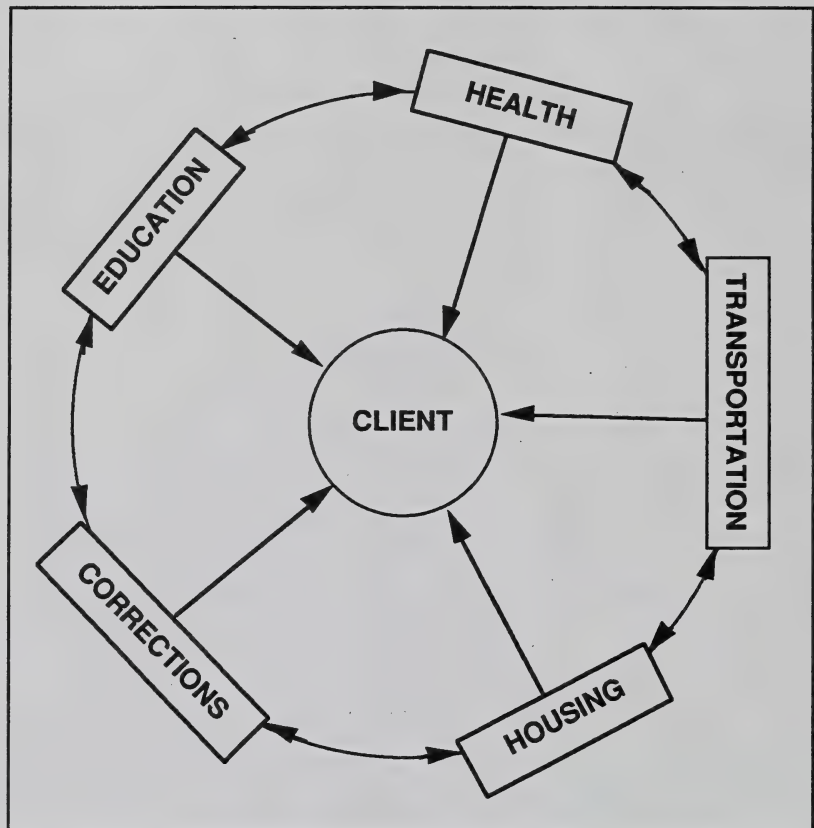 HEALTH
EDUCATION
TRANSPORTATION
CLIENT
CORRECTIONS
HOUSING